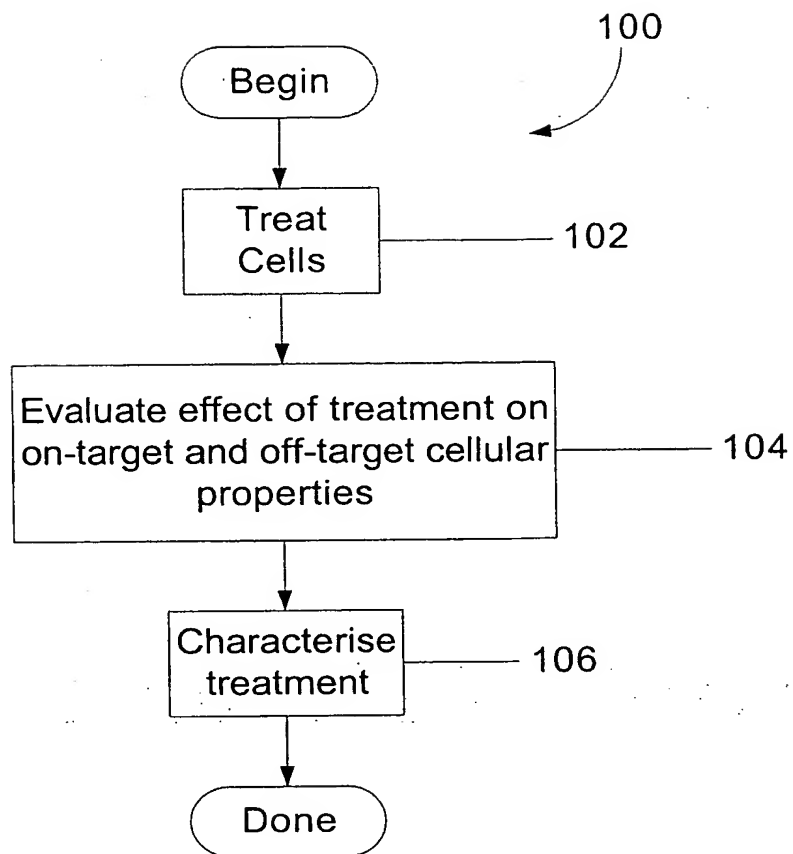 100
Begin
Treat
Cells
102
Evaluate effect of treatment on
on-target and off-target cellular
properties
104
Characterise
treatment
106
Done